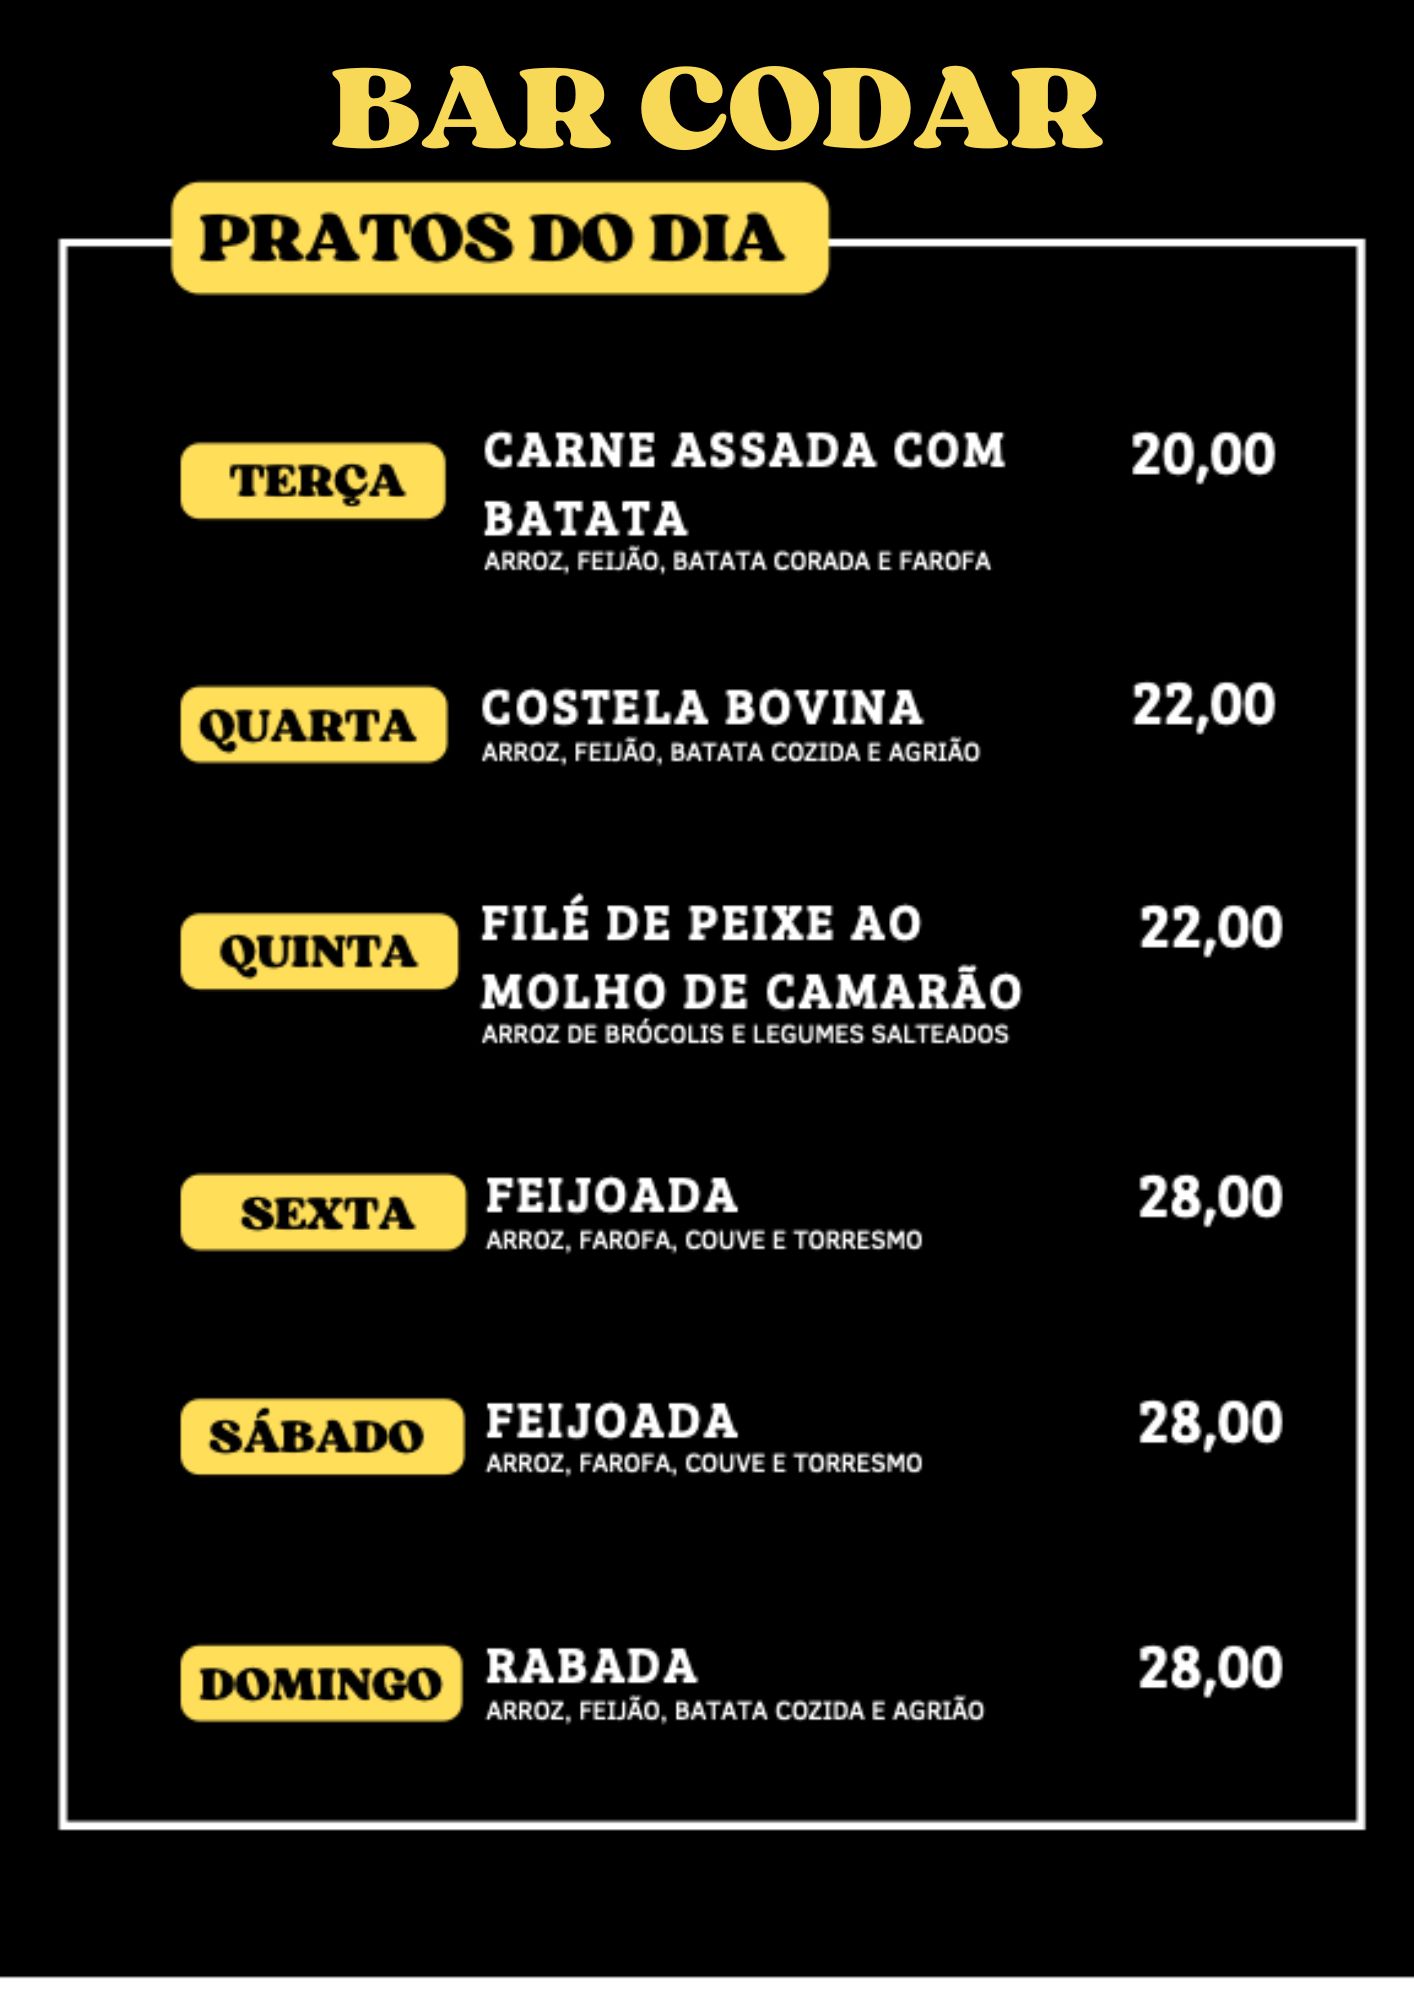 BAR CODAR
PRATOS DO DIA
TERÇA
CARNE ASSADA COM
BATATA
ARROZ, FEIJÃO, BATATA CORADA E FAROFA
20,00
QUARTA
COSTELA BOVINA
ARROZ, FEIJÃO, BATATA COZIDA E AGRIÃO
22,00
QUINTA
FILÉ DE PEIXE AO
MOLHO DE CAMARÃO
ARROZ DE BRÓCOLIS E LEGUMES SALTEADOS
22,00
SEXTA
FEIJOADA
ARROZ, FAROFA, COUVE E TORRESMO
28,00
SÁBADO
FEIJOADA
ARROZ, FAROFA, COUVE E TORRESMO
28,00
DOMINGO
RABADA
ARROZ, FEIJÃO, BATATA COZIDA E AGRIÃO
28,00